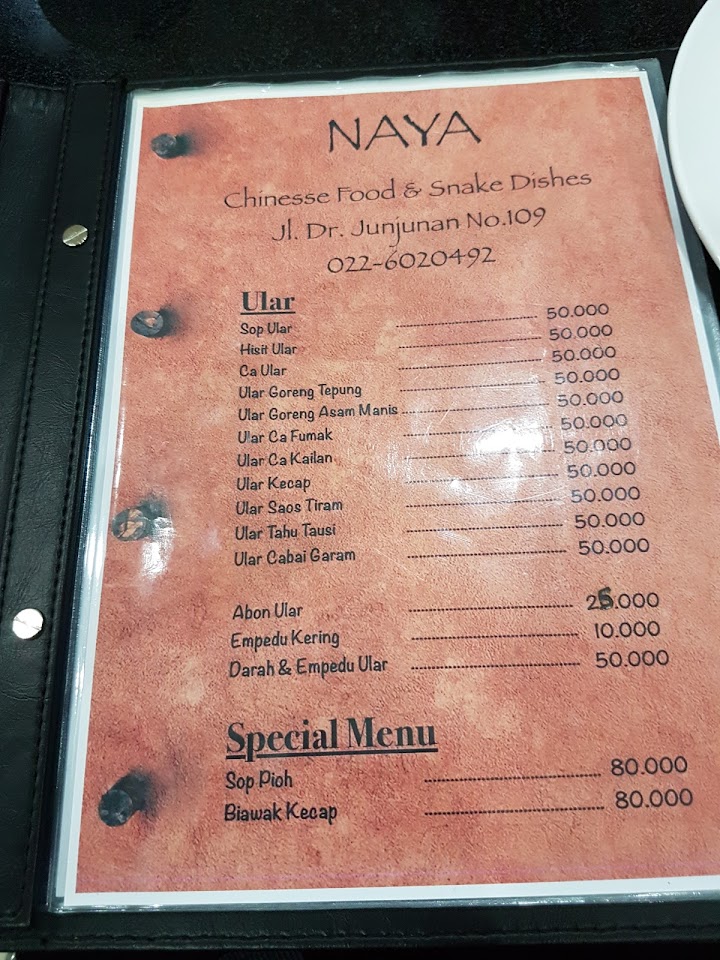 NAYA
Chinesse Food & Snake Dishes
Jl. Dr. Junjunan No.109
022-6020492
Ular
Sop Ular 50.000
Hisit Ular 50.000
Ca Ular 50.000
Ular Goreng Tepung 50.000
Ular Goreng Asam Manis 50.000
Ular Ca Fumak 50.000
Ular Ca Kailan 50.000
Ular Kecap 50.000
Ular Saos Tiram 50.000
Ular Tahu Tausi 50.000
Ular Cabai Garam 50.000
Abon Ular 25.000
Empedu Kering 10.000
Darah & Empedu Ular 50.000
Special Menu
Sop Pioh 80.000
Biawak Kecap 80.000